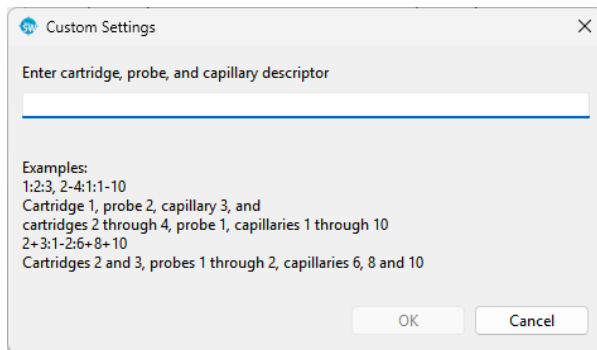 SW Custom Settings
Enter cartridge, probe, and capillary descriptor
Examples:
1:2:3, 2-4:1:1-10
Cartridge 1, probe 2, capillary 3, and
cartridges 2 through 4, probe 1, capillaries 1 through 10
2+3:1-2:6+8+10
Cartridges 2 and 3, probes 1 through 2, capillaries 6, 8 and 10
OK Cancel